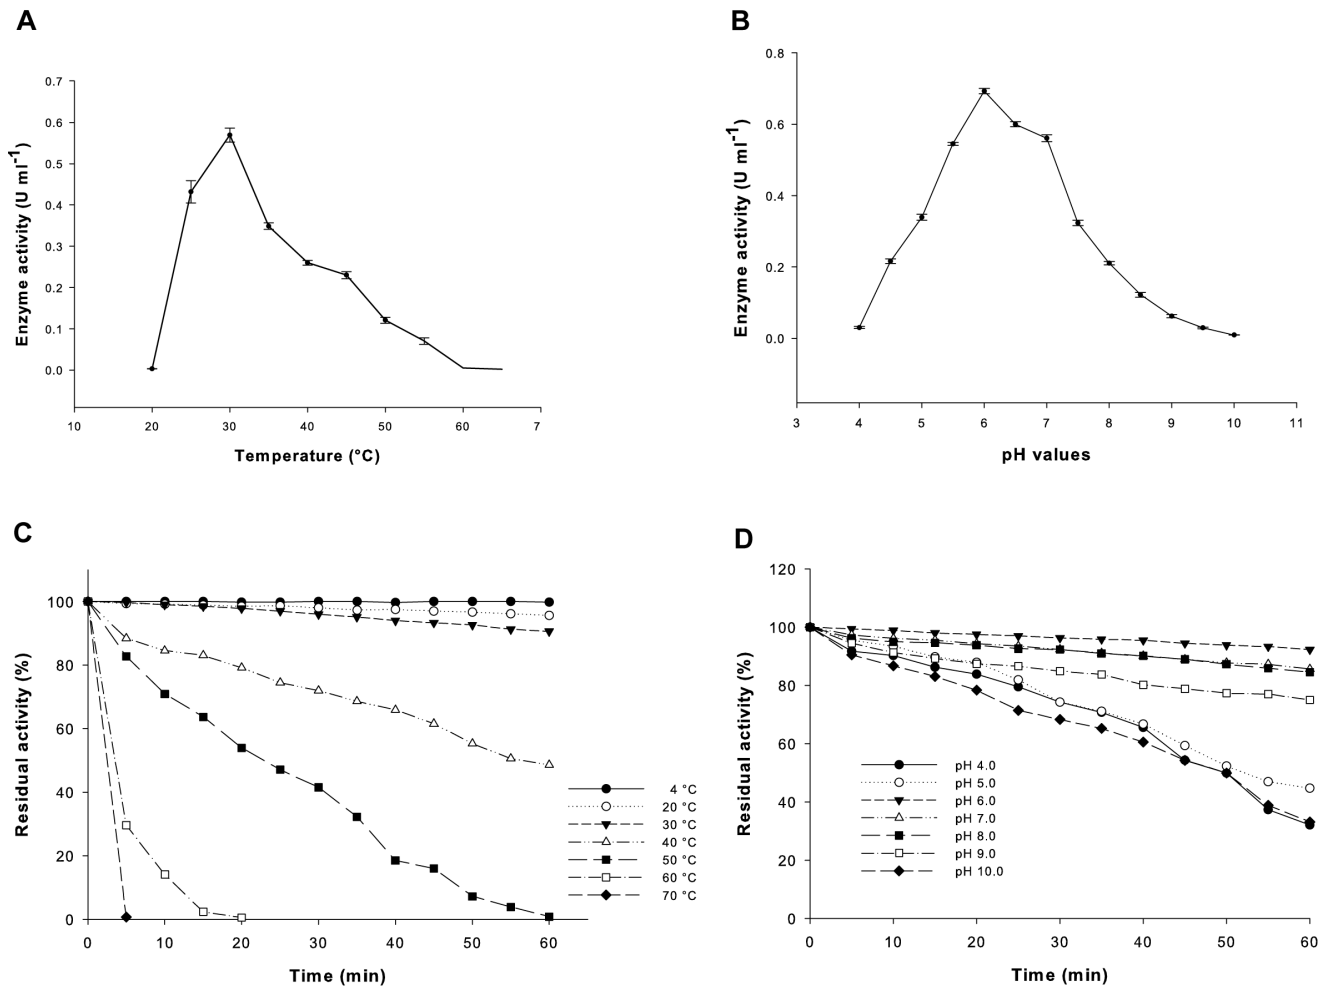 A
0.7
0.6
0.5
0.4
0.3
0.2
0.1
0.0
Enzyme activity (U ml-1)
10 20 30 40 50 60 7
Temperature (°C)
B
0.8
0.6
0.4
0.2
0.0
Enzyme activity (U ml-1)
3 4 5 6 7 8 9 10 11
pH values
C
100
80
60
40
20
0
Residual activity (%)
0 10 20 30 40 50 60
Time (min)
4 °C
20 °C
30 °C
40 °C
50 °C
60 °C
70 °C
D
120
100
80
60
40
20
0
Residual activity (%)
pH 4.0
pH 5.0
pH 6.0
pH 7.0
pH 8.0
pH 9.0
pH 10.0
0 10 20 30 40 50 60
Time (min)